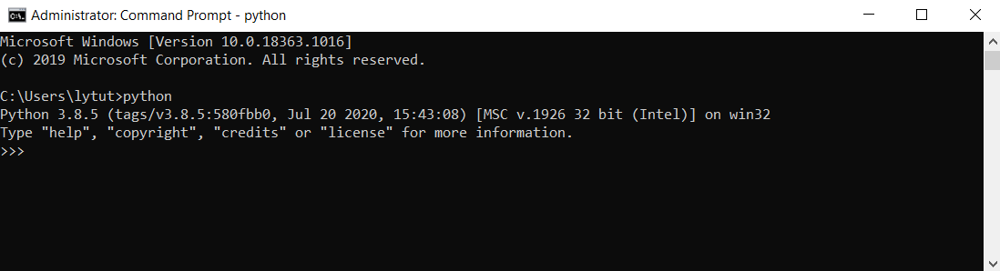 Administrator: Command Prompt - python
Microsoft Windows [Version 10.0.18363.1016]
(c) 2019 Microsoft Corporation. All rights reserved.
C:\Users\lytut>python
Python 3.8.5 (tags/v3.8.5:580fbb0, Jul 20 2020, 15:43:08) [MSC v.1926 32 bit (Intel)] on win32
Type "help", "copyright", "credits" or "license" for more information.
>>>